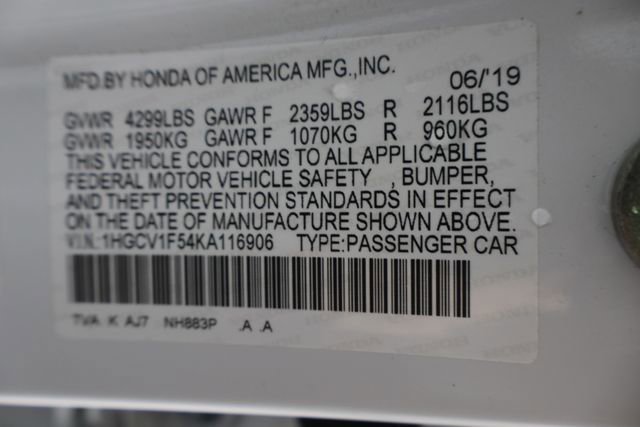 MFD.BY HONDA OF AMERICA MFG.,INC. 06/'19
GVWR 4299LBS GAWR F 2359LBS R 2116LBS
GVWR 1950KG GAWR F 1070KG R 960KG
THIS VEHICLE CONFORMS TO ALL APPLICABLE
FEDERAL MOTOR VEHICLE SAFETY , BUMPER,
AND THEFT PREVENTION STANDARDS IN EFFECT
ON THE DATE OF MANUFACTURE SHOWN ABOVE.
V.I.N.:1HGCV1F54KA116906 TYPE:PASSENGER CAR
TVA K AJ7 NH883P .A .A